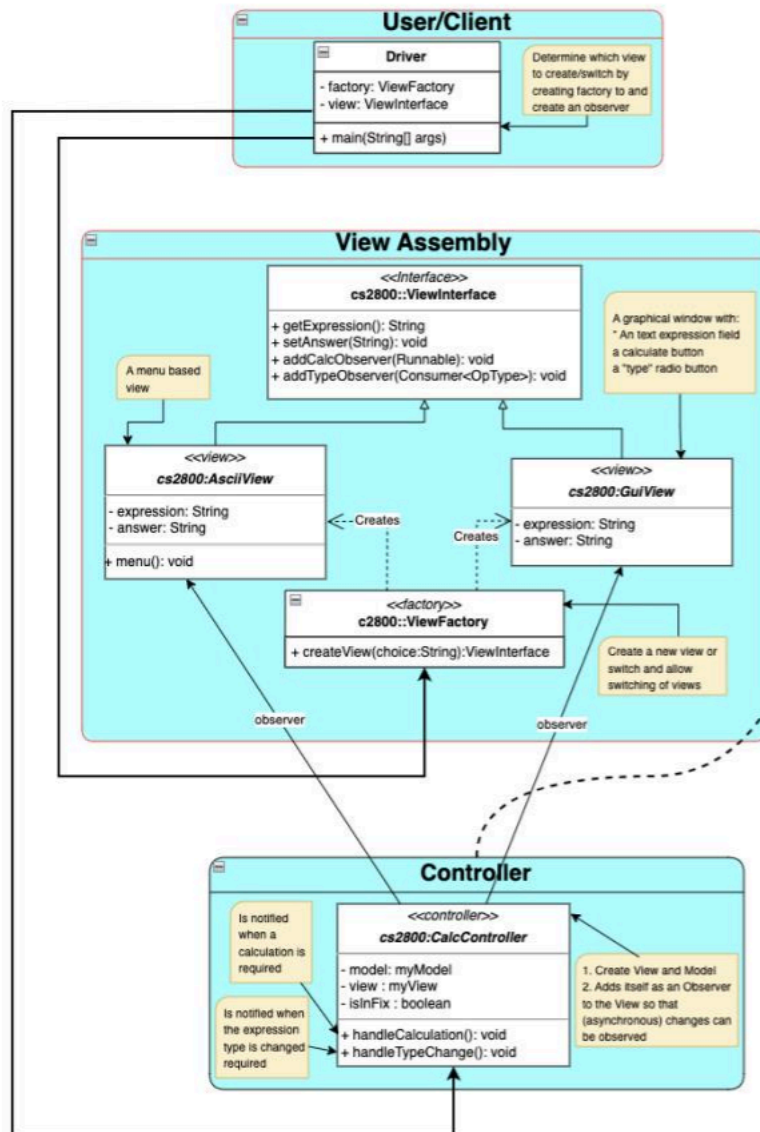 User/Client
Driver
- factory: ViewFactory
- view: ViewInterface
+ main(String[] args)
Determine which view
to create/switch by
creating factory to and
create an observer
View Assembly
<<Interface>>
cs2800::ViewInterface
+ getExpression(): String
+ setAnswer(String): void
+ addCalcObserver(Runnable): void
+ addTypeObserver(Consumer<OpType>): void
A graphical window with:
* An text expression field
a calculate button
a "type" radio button
A menu based
view
<<view>>
cs2800:AsciiView
- expression: String
- answer: String
+ menu(): void
<<view>>
cs2800:GuiView
- expression: String
- answer: String
Creates
Creates
<<factory>>
c2800::ViewFactory
+ createView(choice:String):ViewInterface
Create a new view or
switch and allow
switching of views
observer
observer
Controller
Is notified
when a
calculation is
required
Is notified when
the expression
type is changed
required
<<controller>>
cs2800:CalcController
- model: myModel
- view : myView
- isInFix : boolean
+ handleCalculation(): void
+ handleTypeChange(): void
1. Create View and Model
2. Adds itself as an Observer
to the View so that
(asynchronous) changes can
be observed